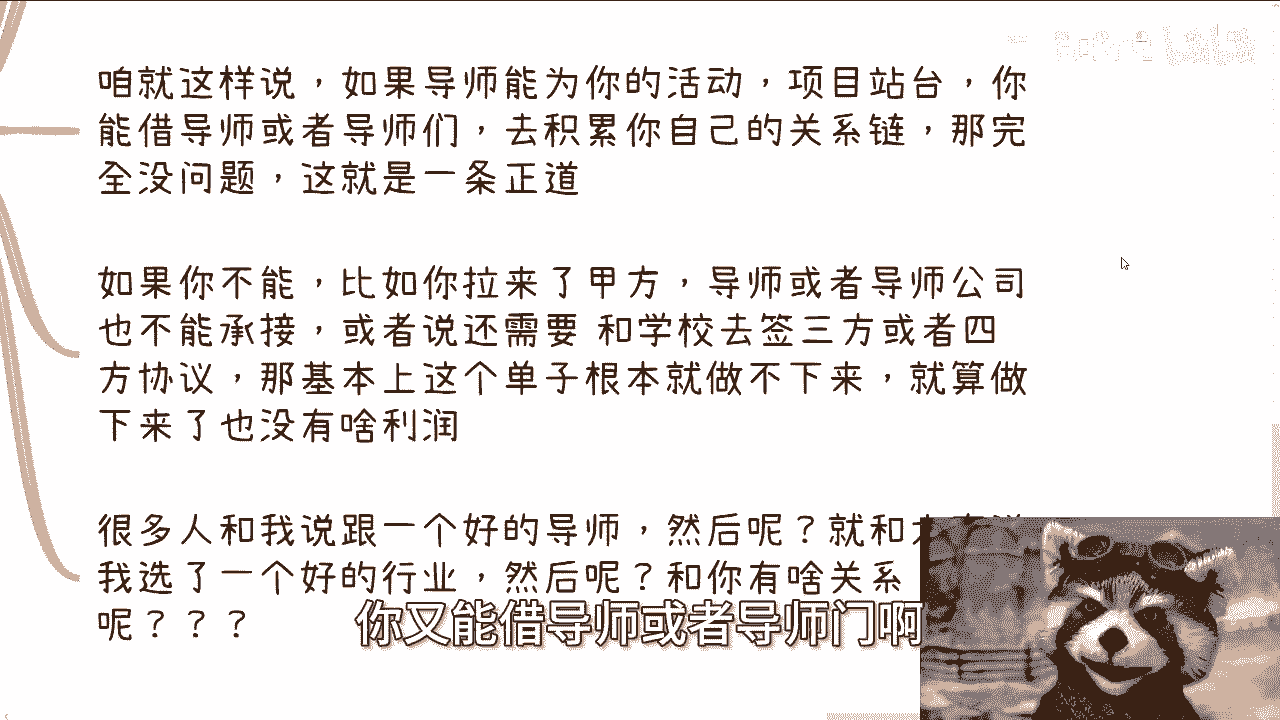 咱就这样说，如果导师能为你的活动，项目站台，你
能借导师或者导师们，去积累你自己的关系链，那完
全没问题，这就是一条正道
如果你不能，比如你拉来了甲方，导师或者导师公司
也不能承接，或者说还需要 和学校去签三方或者四
方协议，那基本上这个单子根本就做不下来，就算做
下来了也没有啥利润
很多人和我说跟一个好的导师，然后呢？就和
我选了一个好的行业，然后呢？和你有啥关系
呢？？？
你又能借导师或者导师门啊